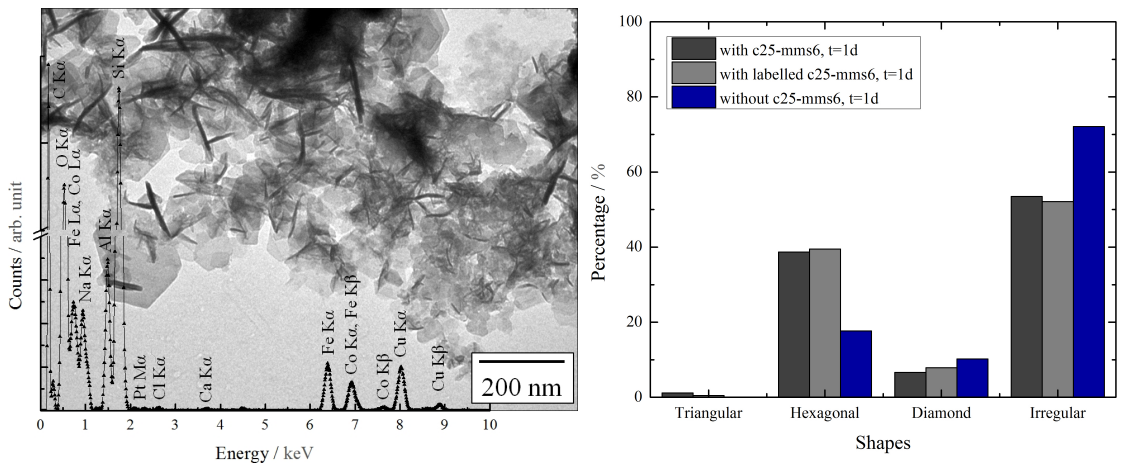 Counts / arb. unit
C Kα
O Kα
Fe Lα, Co Lα
Na Kα
Al Kα
Si Kα
Pt Mα
Cl Kα
Ca Kα
Fe Kα
Co Kα, Fe Kβ
Co Kβ
Cu Kα
Cu Kβ
200 nm
0 1 2 3 4 5 6 7 8 9 10
Energy / keV
Percentage / %
100
80
60
40
20
0
with c25-mms6, t=1d
with labelled c25-mms6, t=1d
without c25-mms6, t=1d
Triangular Hexagonal Diamond Irregular
Shapes